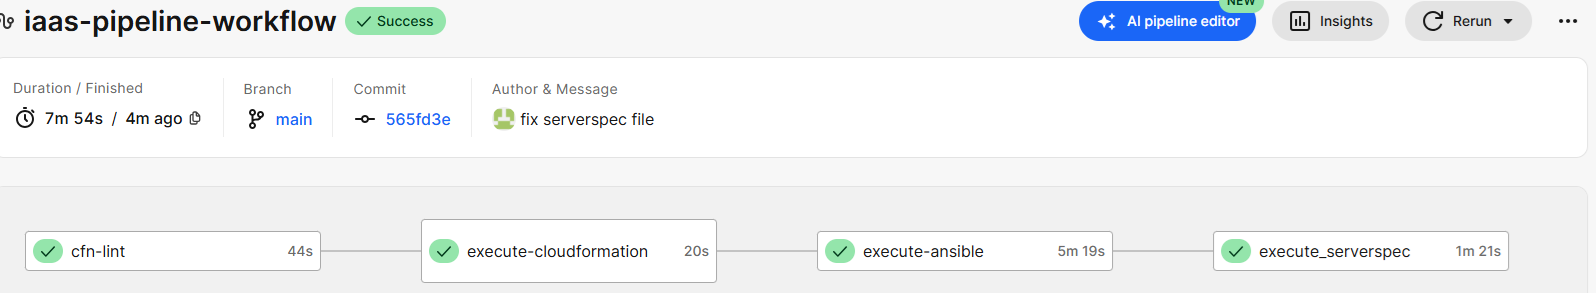 iaas-pipeline-workflow Success NEW AI pipeline editor Insights Rerun
Duration / Finished Branch Commit Author & Message
7m 54s / 4m ago main 565fd3e fix serverspec file
cfn-lint 44s execute-cloudformation 20s execute-ansible 5m 19s execute_serverspec 1m 21s